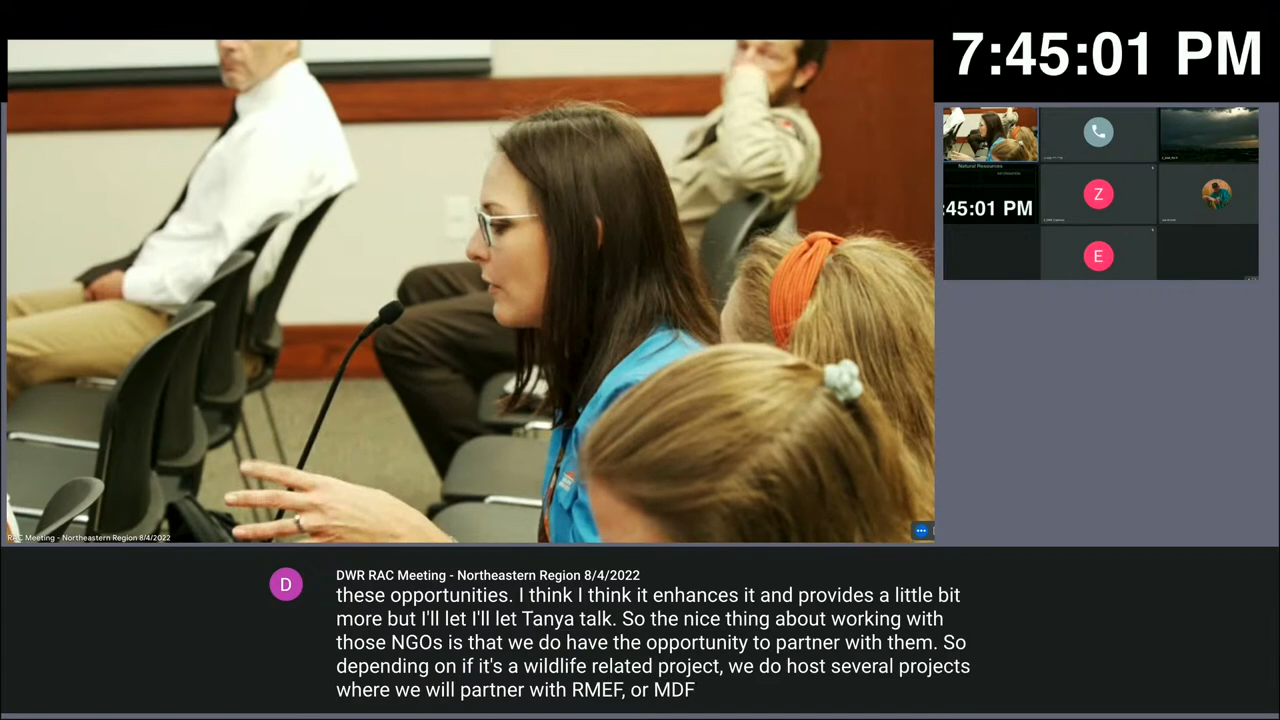 7:45:01 PM
Natural Resources
:45:01 PM
Z
E
RAC Meeting - Northeastern Region 8/4/2022
D
DWR RAC Meeting - Northeastern Region 8/4/2022
these opportunities. I think I think it enhances it and provides a little bit
more but I'll let I'll let Tanya talk. So the nice thing about working with
those NGOs is that we do have the opportunity to partner with them. So
depending on if it's a wildlife related project, we do host several projects
where we will partner with RMEF, or MDF